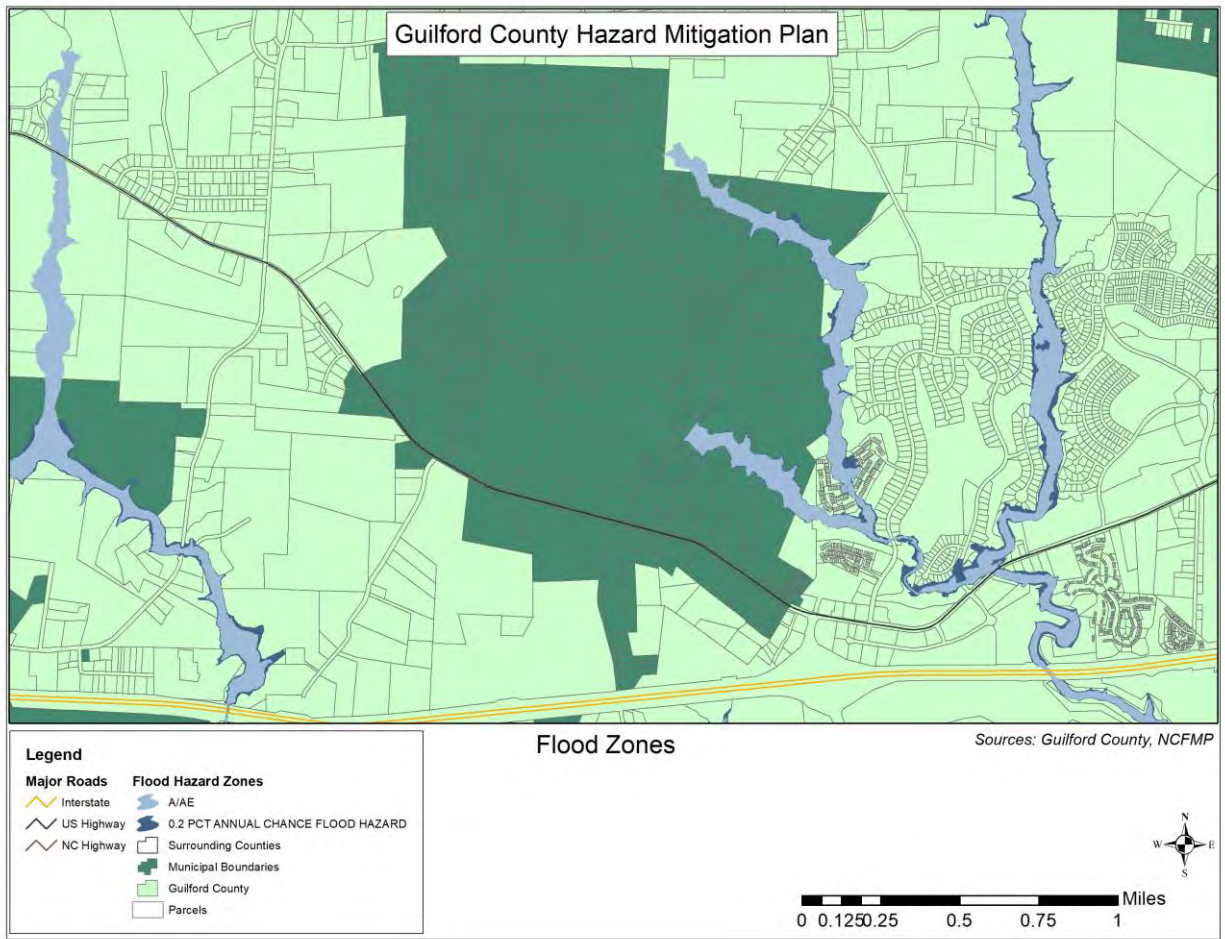 Guilford County Hazard Mitigation Plan
Flood Zones
Sources: Guilford County, NCFMP
Legend
Major Roads
Interstate
US Highway
NC Highway
Flood Hazard Zones
A/AE
0.2 PCT ANNUAL CHANCE FLOOD HAZARD
Surrounding Counties
Municipal Boundaries
Guilford County
Parcels
N
W E
S
Miles
0 0.125 0.25 0.5 0.75 1